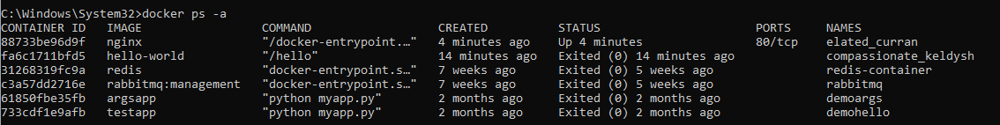 C:\Windows\System32>docker ps -a
CONTAINER ID   IMAGE                 COMMAND                  CREATED          STATUS                      PORTS     NAMES
88733be96d9f   nginx                 "/docker-entrypoint.…"   4 minutes ago    Up 4 minutes                80/tcp    elated_curran
fa6c1711bfd5   hello-world           "/hello"                 14 minutes ago   Exited (0) 14 minutes ago             compassionate_keldysh
31268319fc9a   redis                 "docker-entrypoint.s…"   7 weeks ago      Exited (0) 5 weeks ago                redis-container
c3a57dd2716e   rabbitmq:management   "docker-entrypoint.s…"   7 weeks ago      Exited (0) 5 weeks ago                rabbitmq
61850fbe35fb   argsapp               "python myapp.py"        2 months ago     Exited (0) 2 months ago               demoargs
733cdf1e9afb   testapp               "python myapp.py"        2 months ago     Exited (0) 2 months ago               demohello